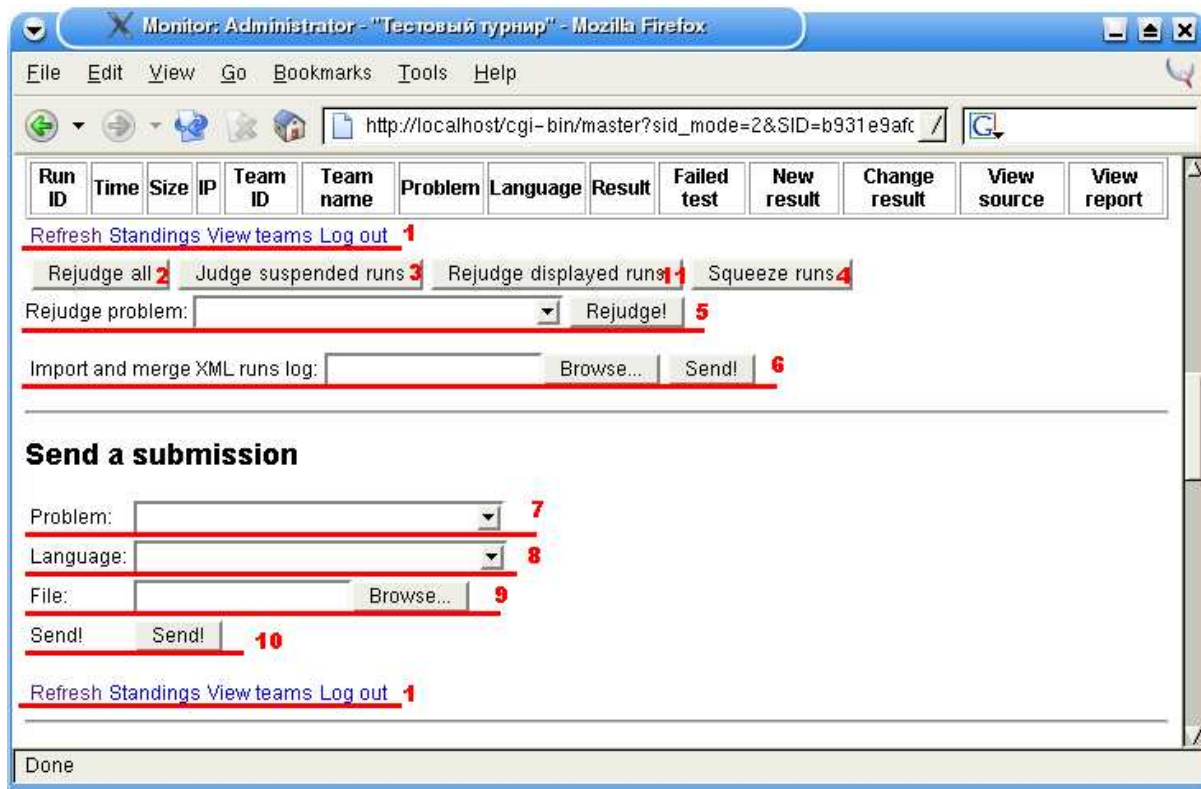 Monitor: Administrator - "Тестовый турнир" - Mozilla Firefox
File Edit View Go Bookmarks Tools Help
http://localhost/cgi-bin/master?sid_mode=2&SID=b931e9afc G
Run ID Time Size IP Team ID Team name Problem Language Result Failed test New result Change result View source View report
Refresh Standings View teams Log out 1
Rejudge all 2 Judge suspended runs 3 Rejudge displayed runs 11 Squeeze runs 4
Rejudge problem: Rejudge! 5
Import and merge XML runs log: Browse... Send! 6
Send a submission
Problem: 7
Language: 8
File: Browse... 9
Send! Send! 10
Refresh Standings View teams Log out 1
Done